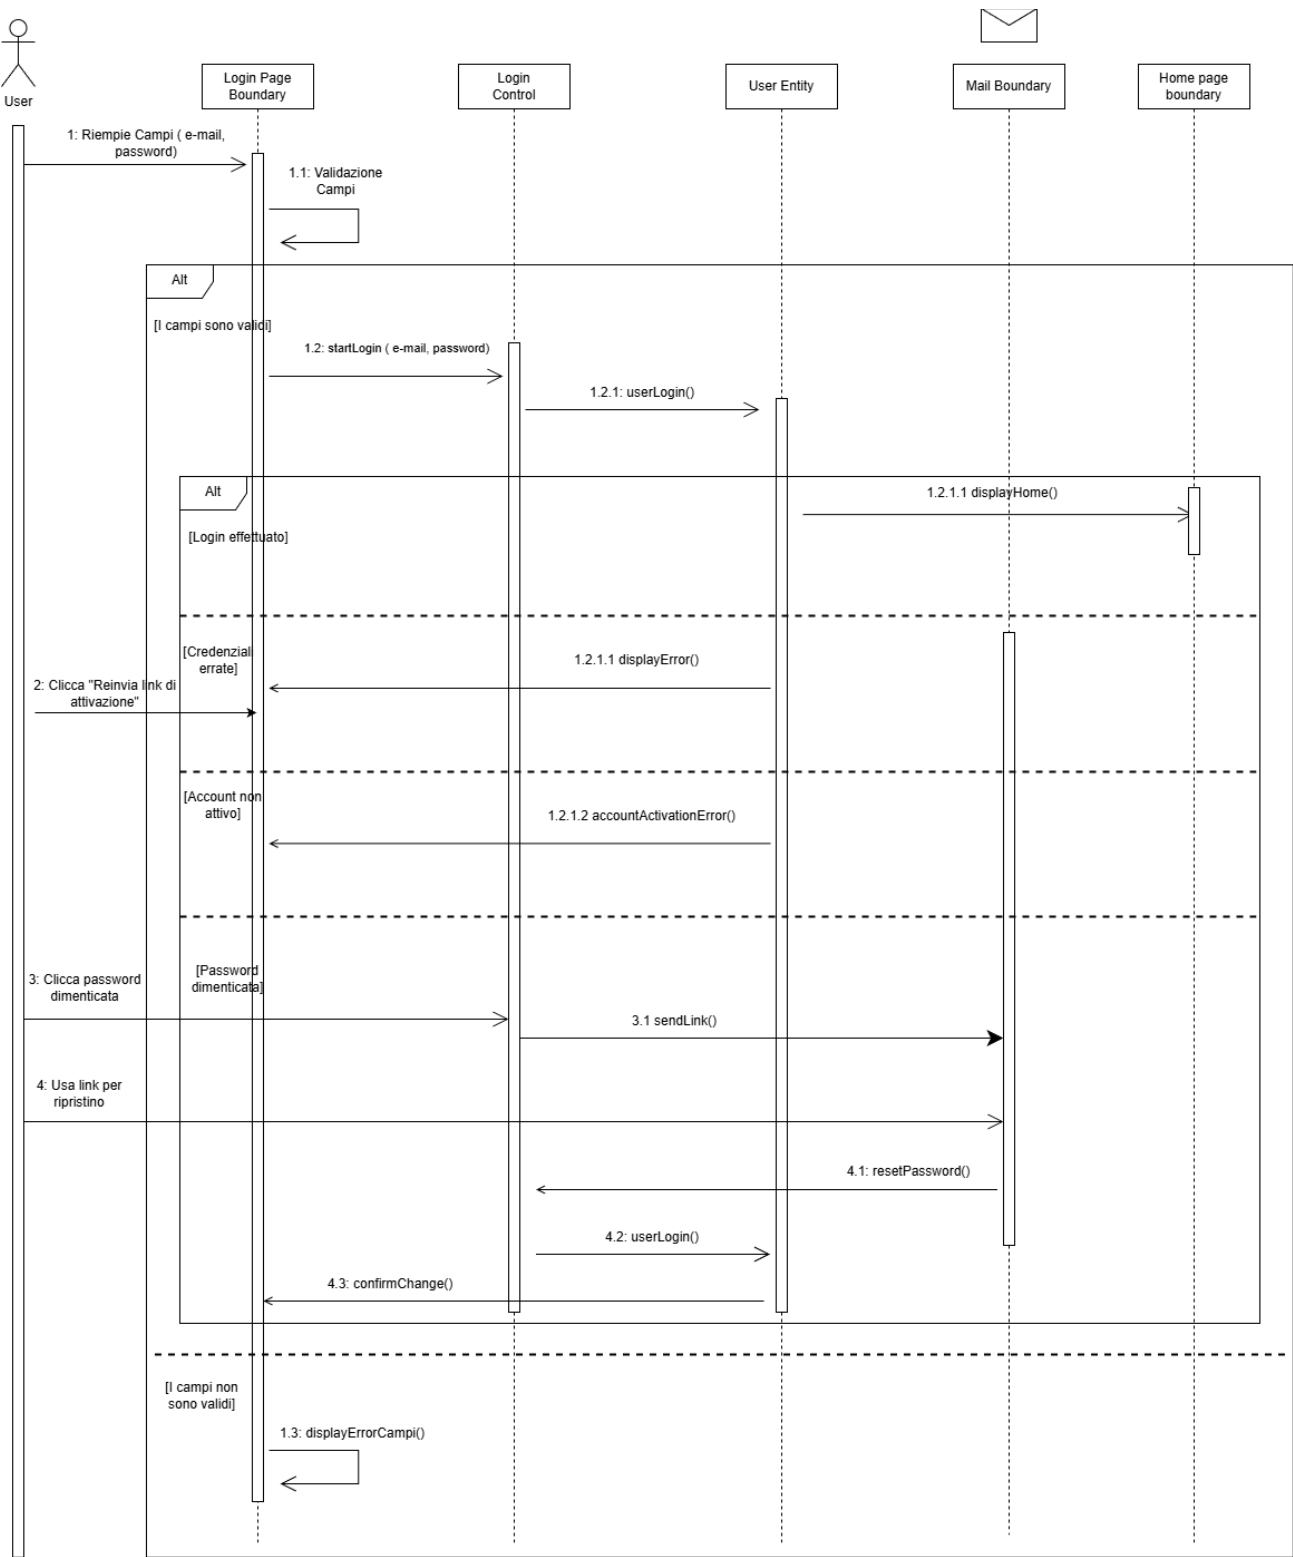 User
Login Page
Boundary
Login
Control
User Entity
Mail Boundary
Home page
boundary
1: Riempie Campi ( e-mail,
password)
1.1: Validazione
Campi
Alt
[I campi sono validi]
1.2: startLogin ( e-mail, password)
1.2.1: userLogin()
Alt
1.2.1.1 displayHome()
[Login effettuato]
[Credenziali
errate]
1.2.1.1 displayError()
2: Clicca "Reinvia link di
attivazione"
[Account non
attivo]
1.2.1.2 accountActivationError()
[Password
dimenticata]
3: Clicca password
dimenticata
3.1 sendLink()
4: Usa link per
ripristino
4.1: resetPassword()
4.2: userLogin()
4.3: confirmChange()
[I campi non
sono validi]
1.3: displayErrorCampi()